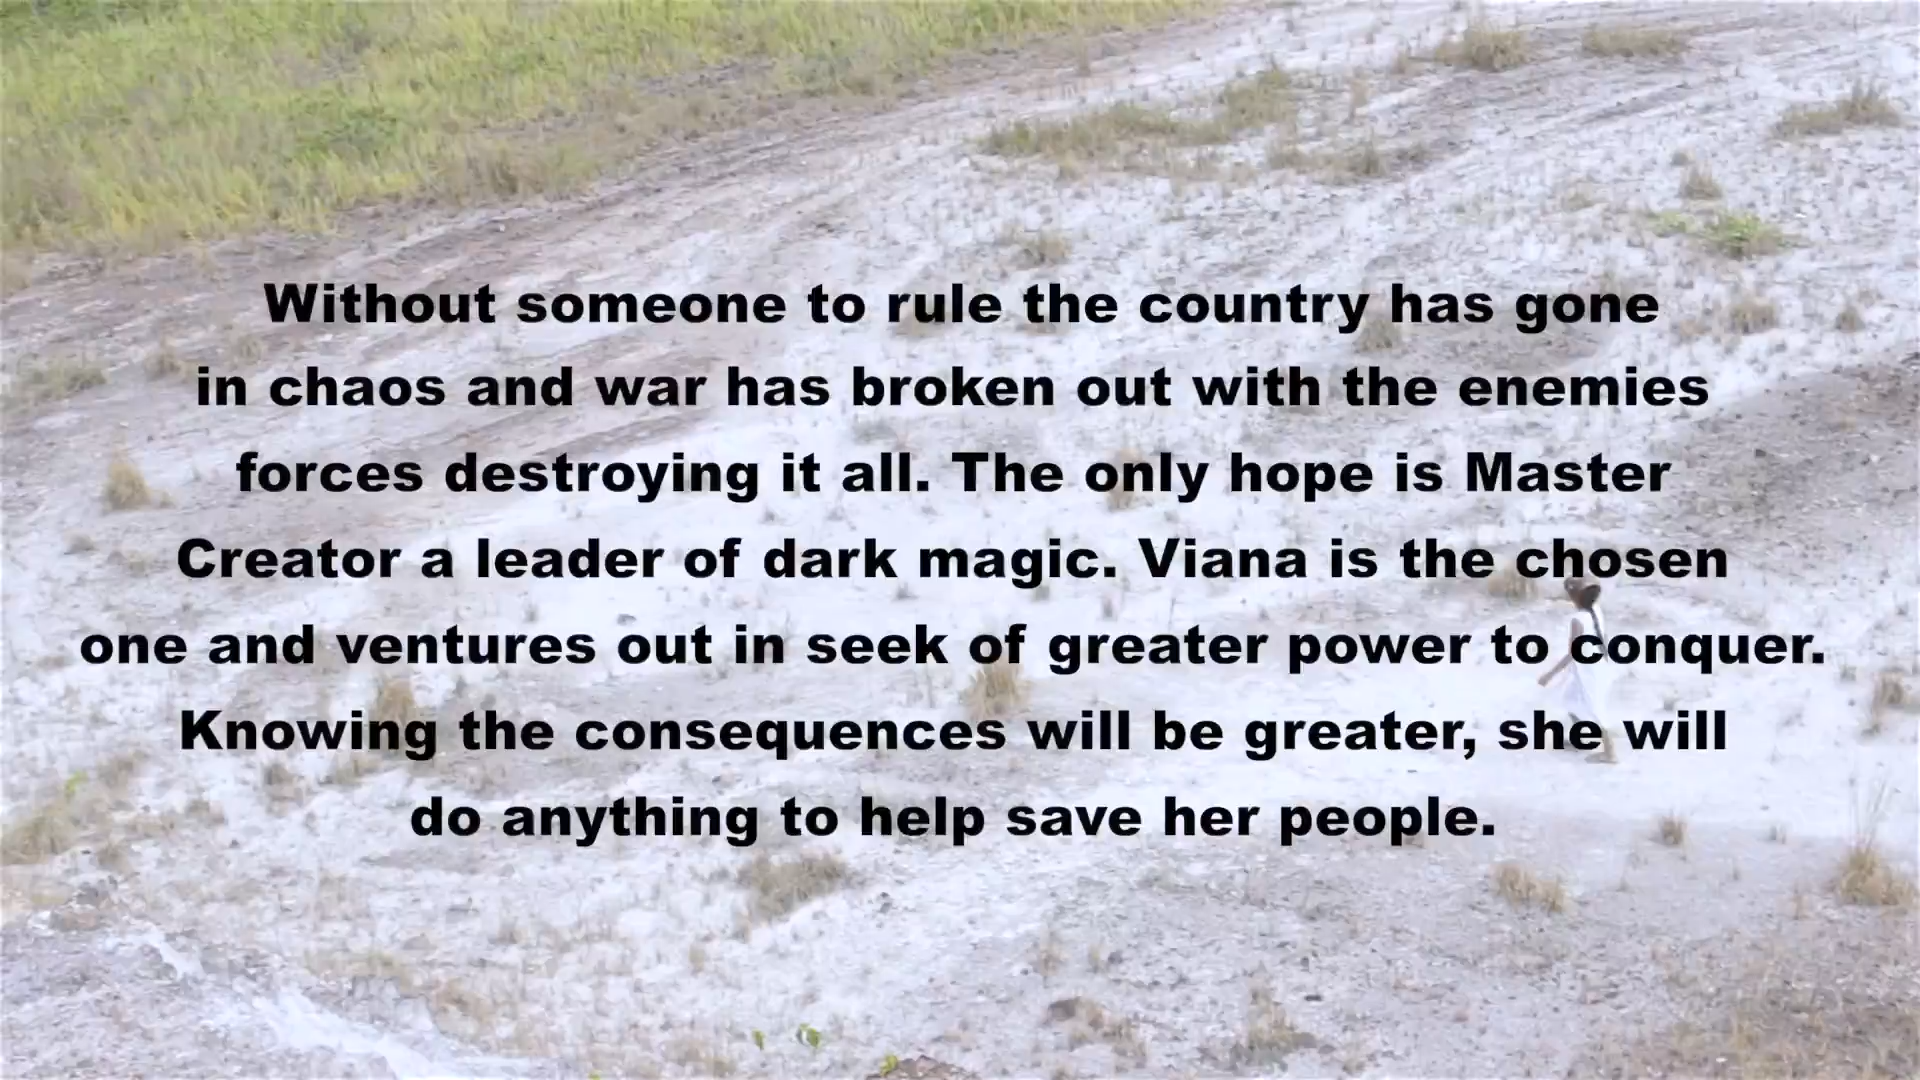 Without someone to rule the country has gone
in chaos and war has broken out with the enemies
forces destroying it all. The only hope is Master
Creator a leader of dark magic. Viana is the chosen
one and ventures out in seek of greater power to conquer.
Knowing the consequences will be greater, she will
do anything to help save her people.